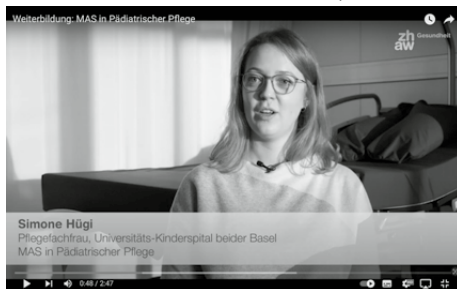 Weiterbildung: MAS in Pädiatrischer Pflege
zh
aw
Gesundheit
Simone Hügi
Pflegefachfrau, Universitäts-Kinderspital beider Basel
MAS in Pädiatrischer Pflege
0:48 / 2:47